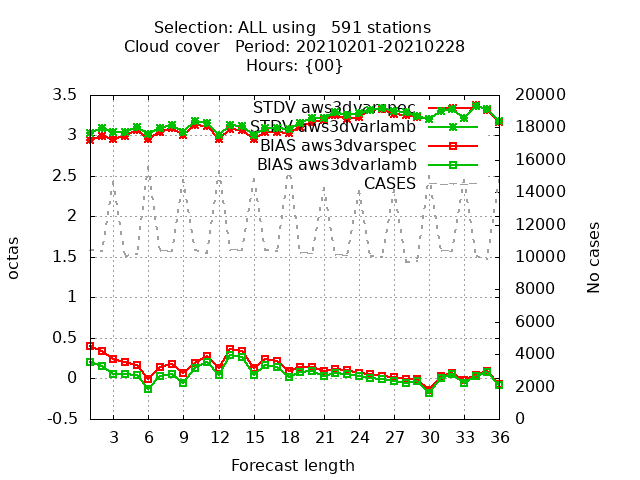 Selection: ALL using   591 stations
Cloud cover   Period: 20210201-20210228
Hours: {00}
3.5 20000
STDV aws3dvarspec
3 18000
STDV aws3dvarlamb
BIAS aws3dvarspec
16000
BIAS aws3dvarlamb
2.5 CASES
14000
2 12000
1.5 10000
1 8000
6000
0.5 4000
0 2000
-0.5 0
3 6 9 12 15 18 21 24 27 30 33 36
Forecast length
octas
No cases